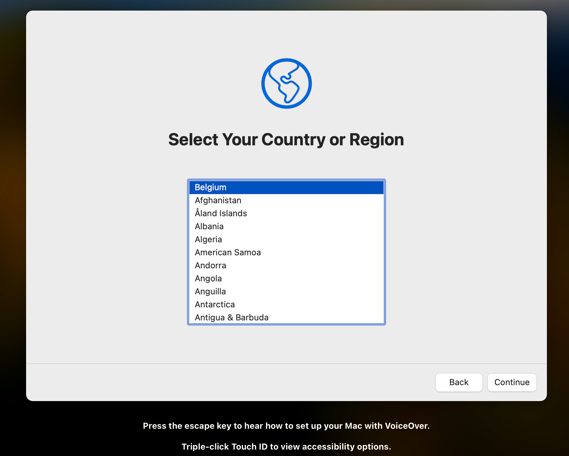 Select Your Country or Region
Belgium
Afghanistan
Åland Islands
Albania
Algeria
American Samoa
Andorra
Angola
Anguilla
Antarctica
Antigua & Barbuda
Back
Continue
Press the escape key to hear how to set up your Mac with VoiceOver.
Triple-click Touch ID to view accessibility options.